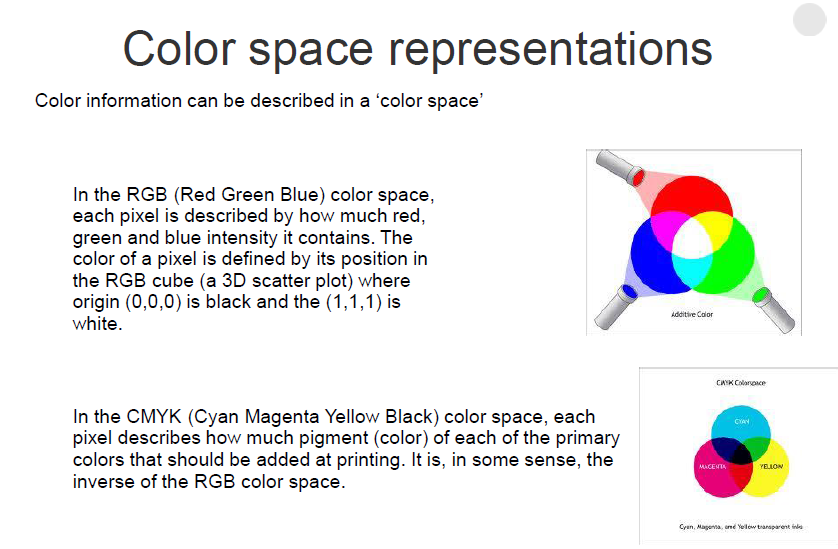 Color space representations
Color information can be described in a ‘color space’
In the RGB (Red Green Blue) color space,
each pixel is described by how much red,
green and blue intensity it contains. The
color of a pixel is defined by its position in
the RGB cube (a 3D scatter plot) where
origin (0,0,0) is black and the (1,1,1) is
white.
Additive Color
In the CMYK (Cyan Magenta Yellow Black) color space, each
pixel describes how much pigment (color) of each of the primary
colors that should be added at printing. It is, in some sense, the
inverse of the RGB color space.
CMYK Colorspace
CYAN
MAGENTA
YELLOW
Cyan, Magenta, and Yellow transparent inks